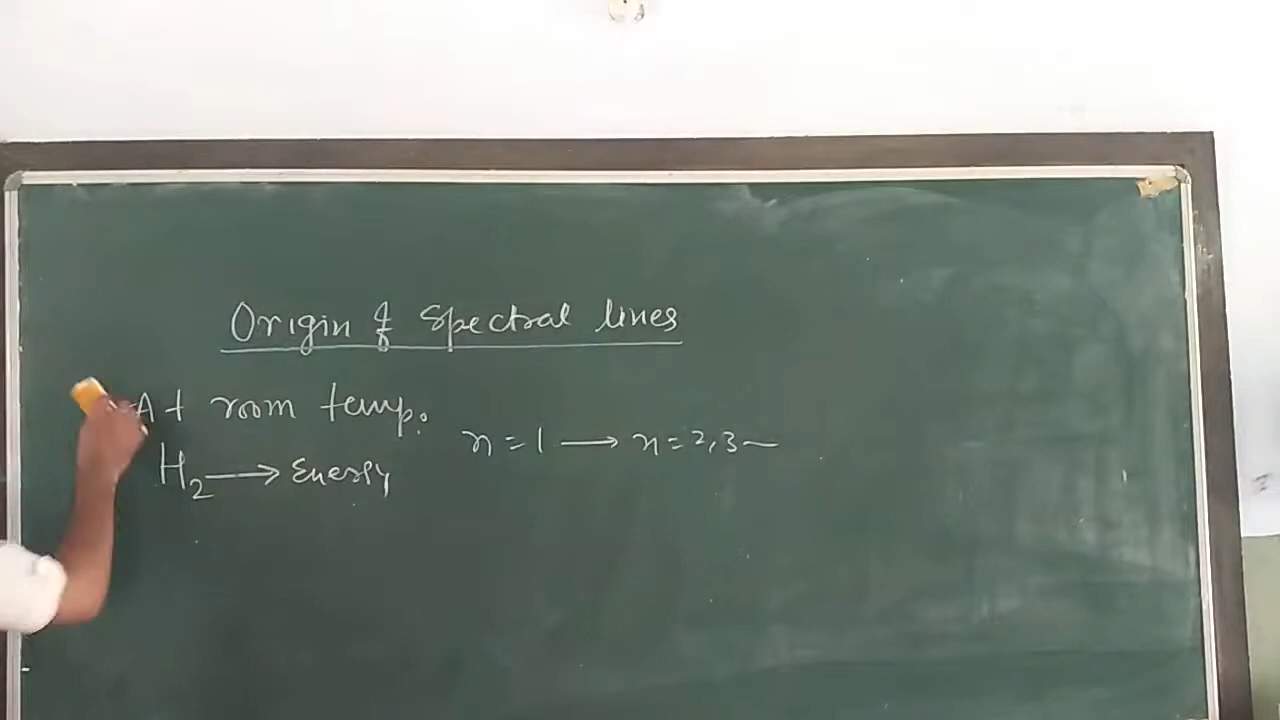 Origin of Spectral lines
At room temp.
n = 1 → n = 2, 3 —
H₂ → Energy